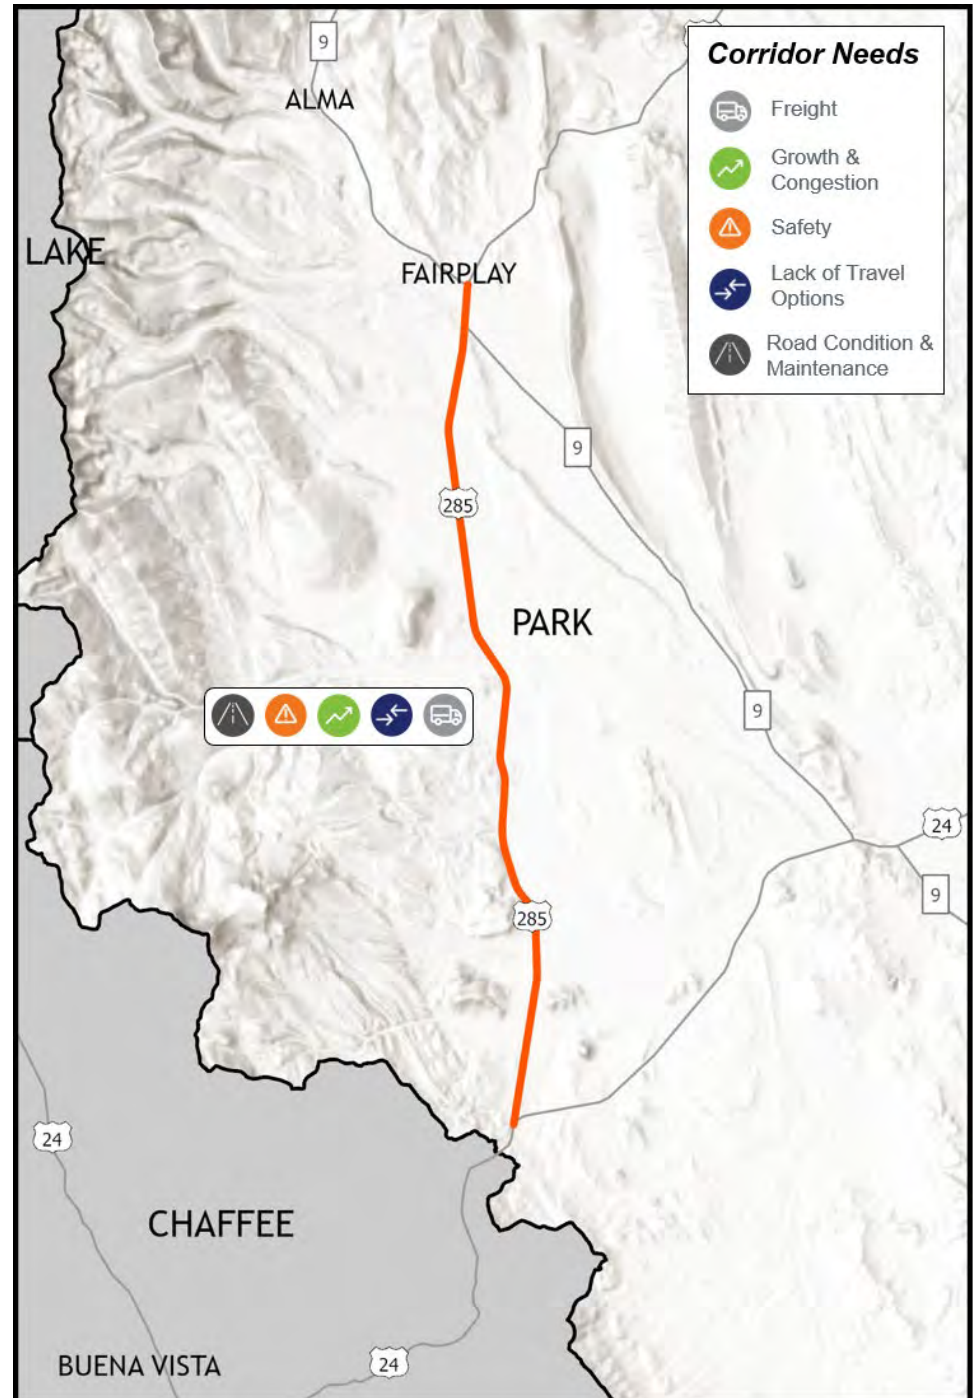 9
ALMA
LAKE
FAIRPLAY
Corridor Needs
Freight
Growth &
Congestion
Safety
Lack of Travel
Options
Road Condition &
Maintenance
9
285
PARK
9
24
9
285
24
CHAFFEE
BUENA VISTA
24